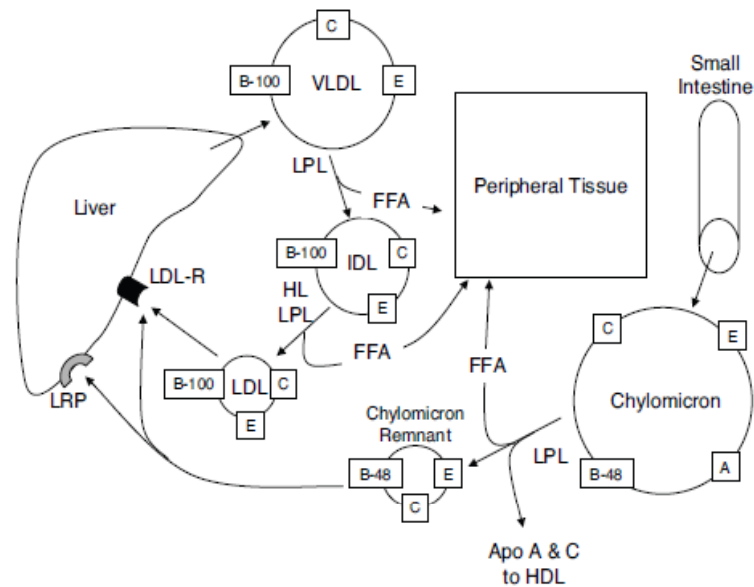 C
B-100
VLDL
E
Small
Intestine
LPL
FFA
Peripheral Tissue
Liver
B-100
IDL
C
E
LDL-R
HL
LPL
FFA
B-100
LDL
C
E
LRP
FFA
C
E
Chylomicron
B-48
A
LPL
Chylomicron
Remnant
B-48
E
C
Apo A & C
to HDL